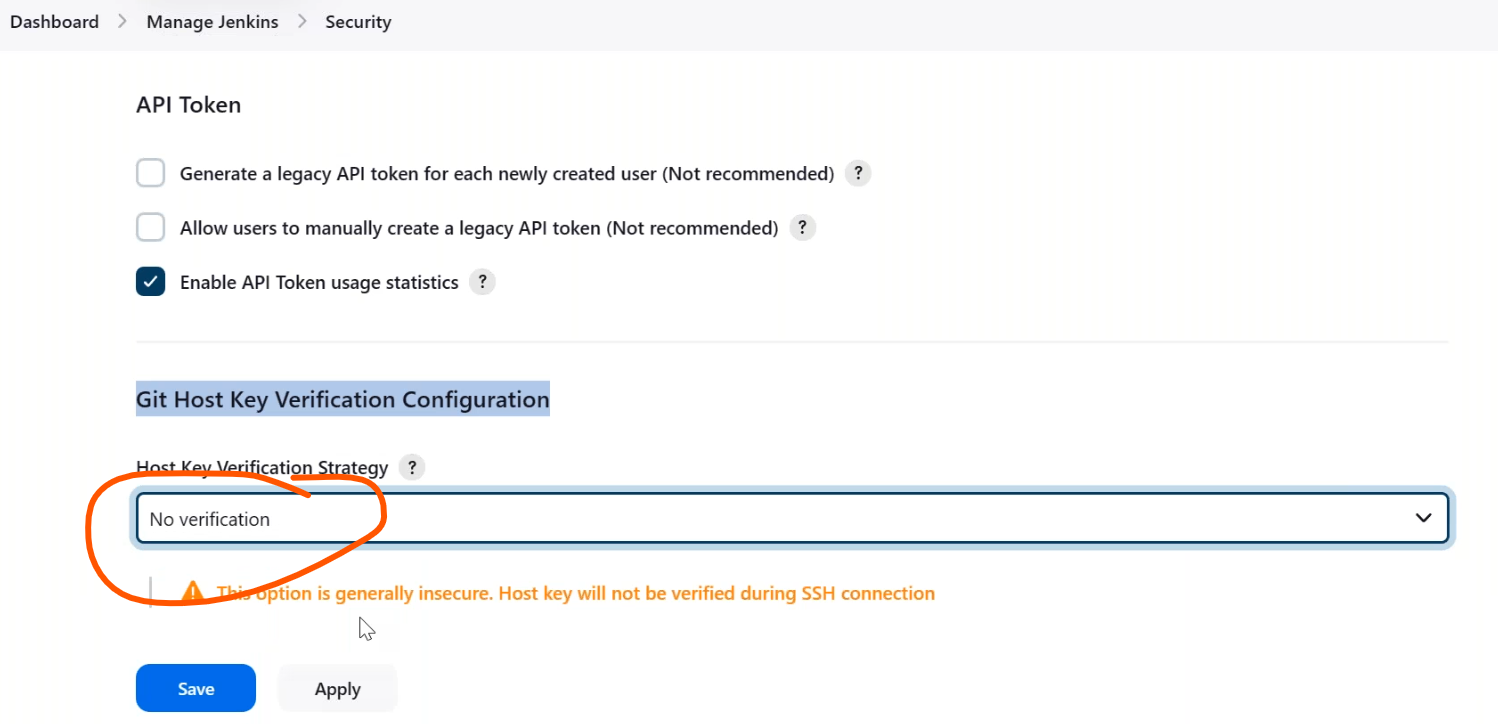 Dashboard > Manage Jenkins > Security
API Token
Generate a legacy API token for each newly created user (Not recommended) ?
Allow users to manually create a legacy API token (Not recommended) ?
Enable API Token usage statistics ?
Git Host Key Verification Configuration
Host Key Verification Strategy ?
No verification
This option is generally insecure. Host key will not be verified during SSH connection
Save Apply